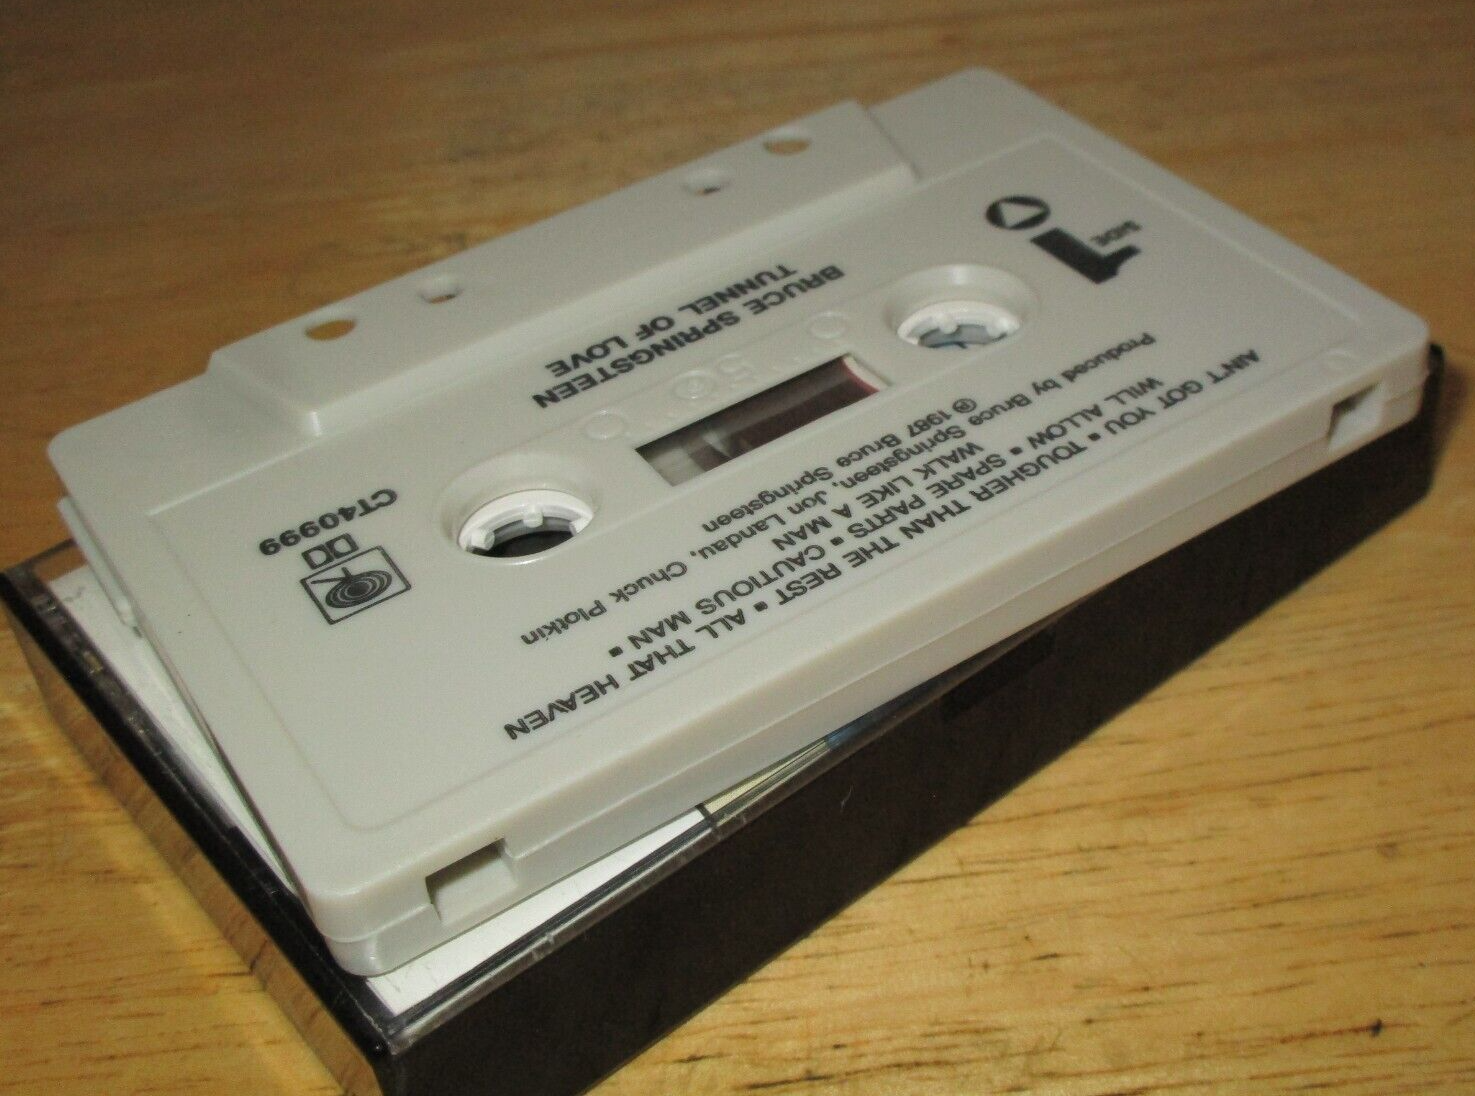 AIN'T GOT YOU ▪ TOUGHER THAN THE REST ▪ ALL THAT HEAVEN
WILL ALLOW ▪ SPARE PARTS ▪ CAUTIOUS MAN ▪
WALK LIKE A MAN
Produced by Bruce Springsteen, Jon Landau, Chuck Plotkin
℗ 1987 Bruce Springsteen
SIDE
1
50
CT40999
BRUCE SPRINGSTEEN
TUNNEL OF LOVE